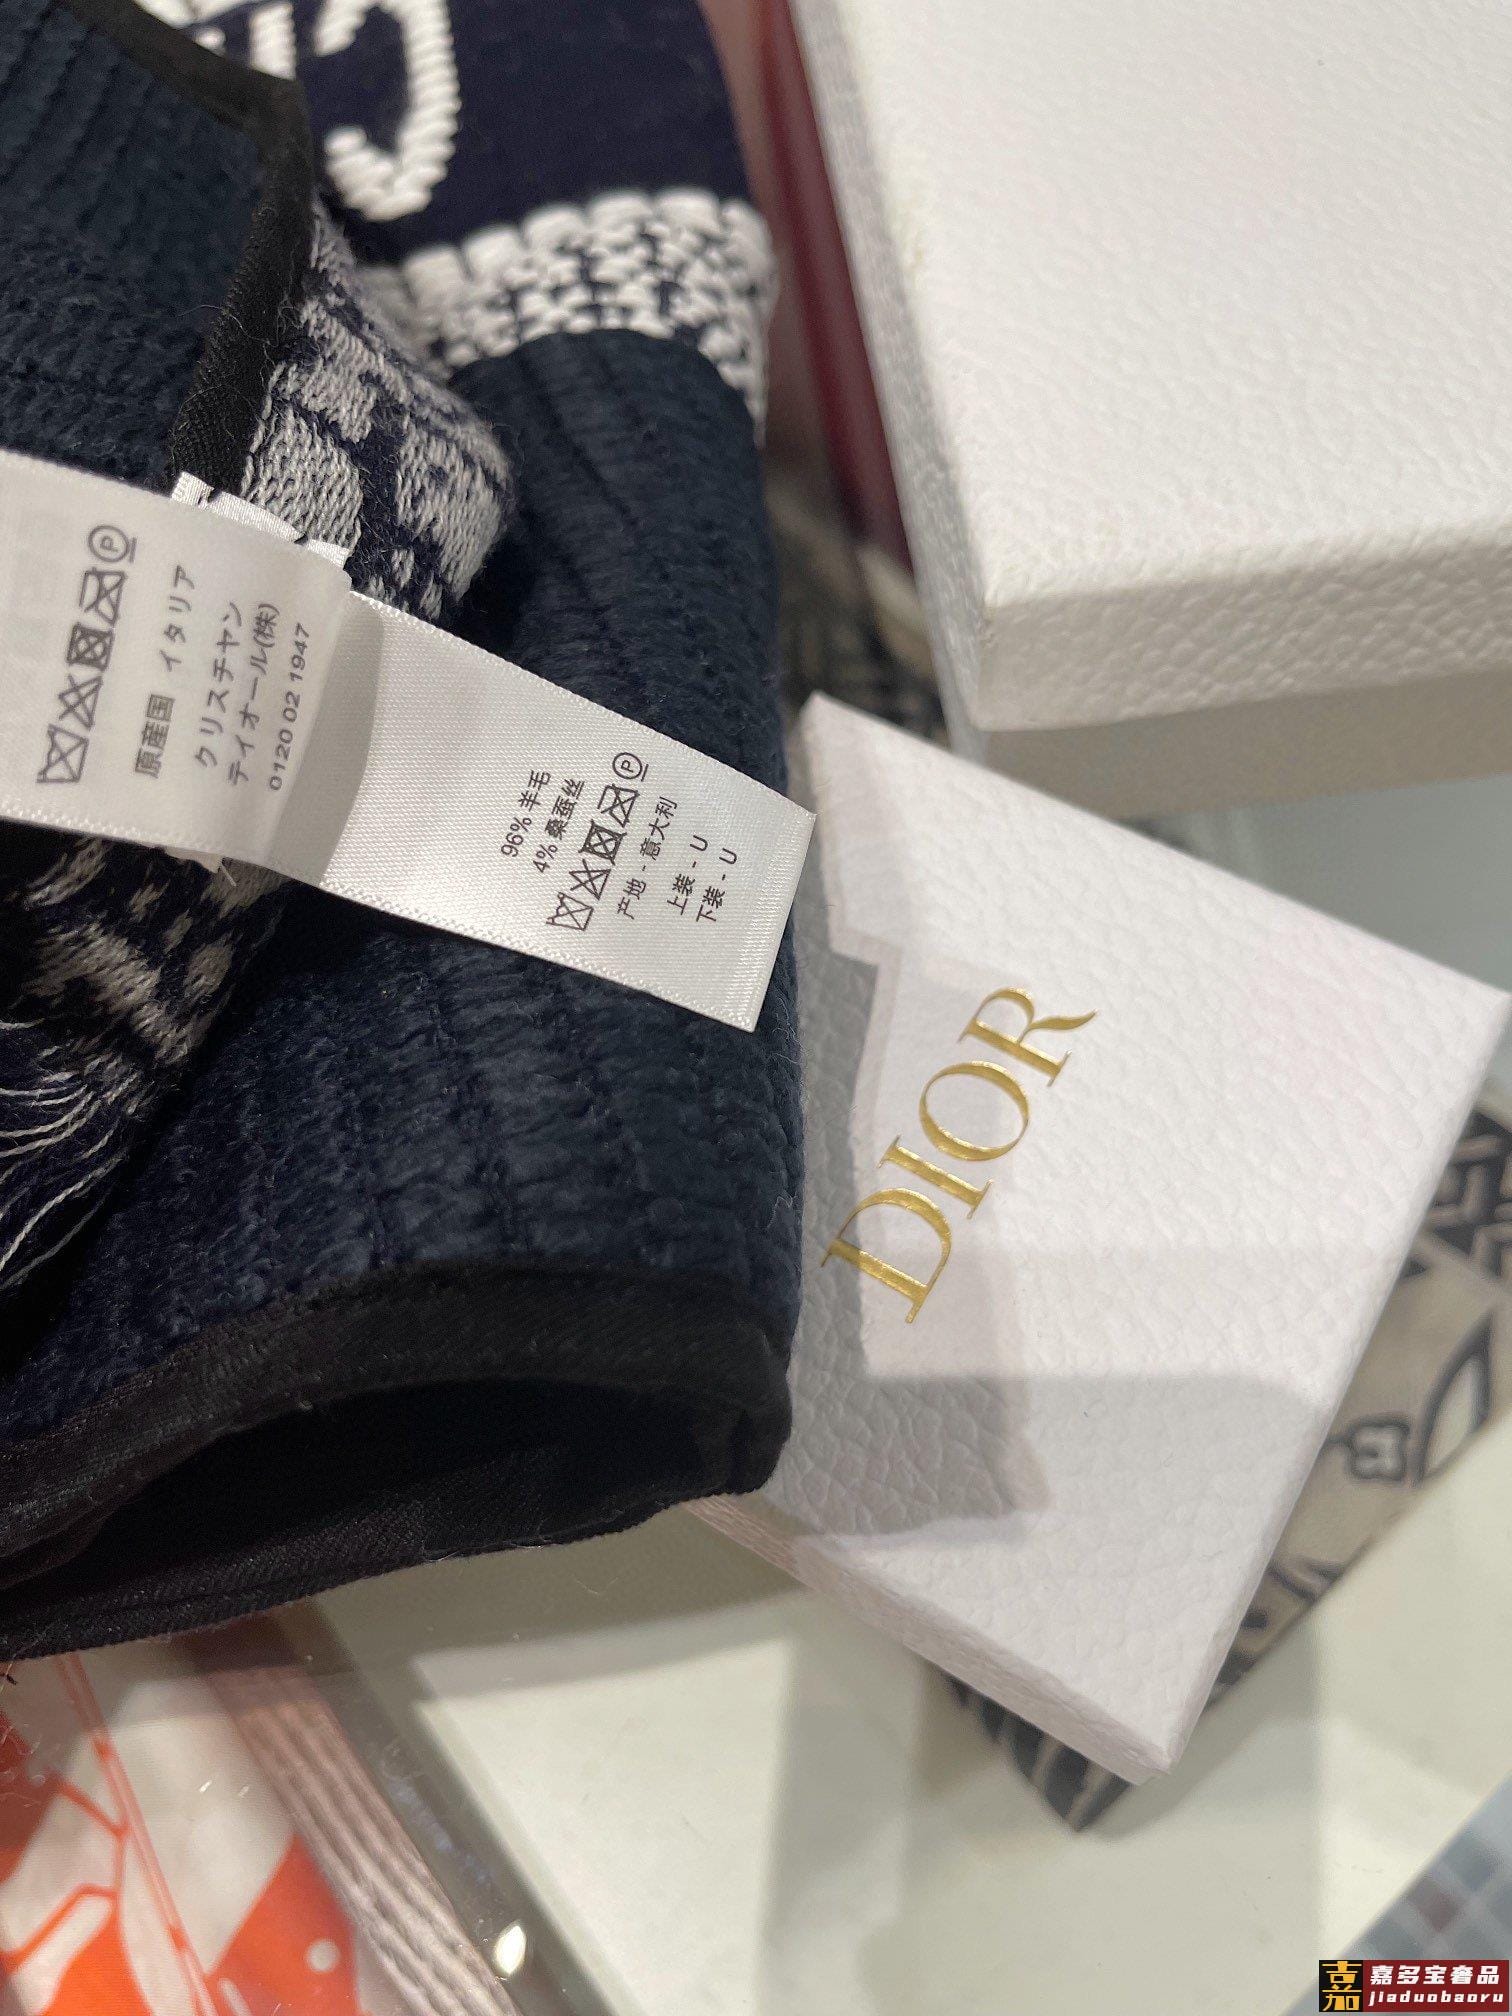 原産国 イタリア
クリスチャン
ディオール(株)
0120 02 1947
96% 羊毛
4% 桑蚕丝
产地 - 意大利
上装 - U
下装 - U
DIOR
嘉多宝奢品
jiaduobaoru